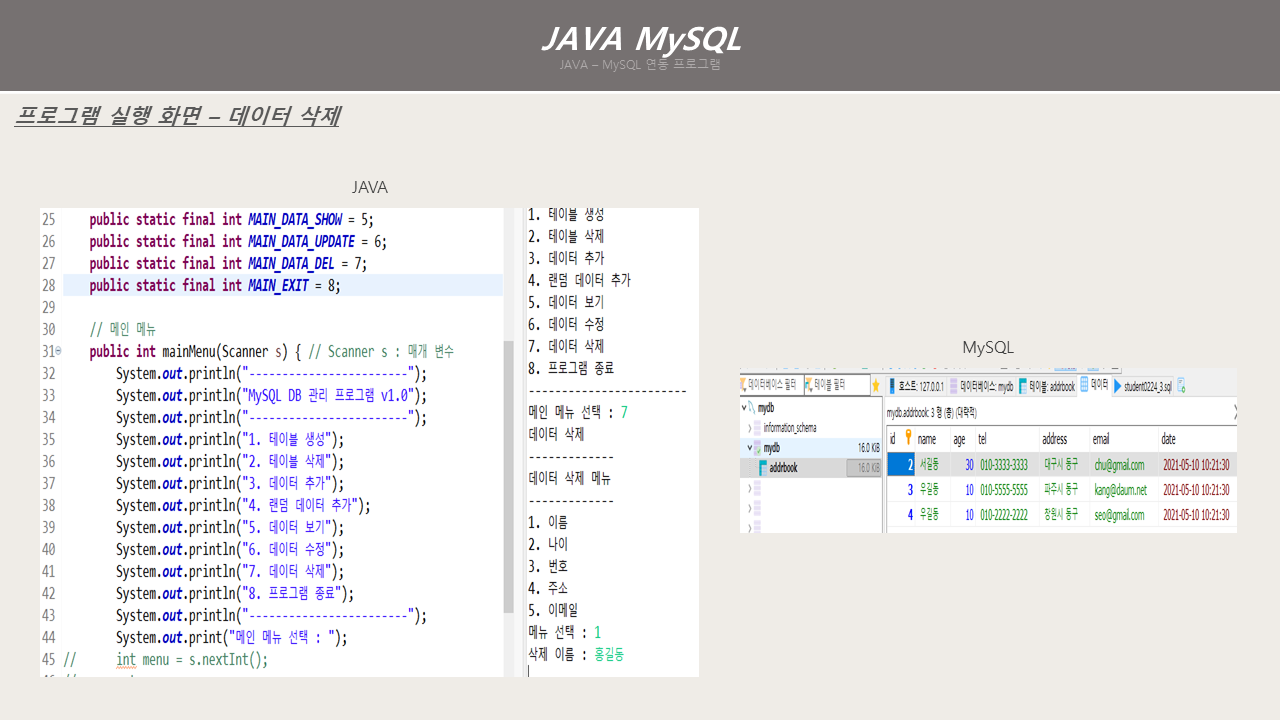 JAVA MySQL
JAVA – MySQL 연동 프로그램
프로그램 실행 화면 – 데이터 삭제
JAVA
25 public static final int MAIN_DATA_SHOW = 5;
26 public static final int MAIN_DATA_UPDATE = 6;
27 public static final int MAIN_DATA_DEL = 7;
28 public static final int MAIN_EXIT = 8;
29
30 // 메인 메뉴
31 public int mainMenu(Scanner s) { // Scanner s : 매개 변수
32 System.out.println("------------------------");
33 System.out.println("MySQL DB 관리 프로그램 v1.0");
34 System.out.println("------------------------");
35 System.out.println("1. 테이블 생성");
36 System.out.println("2. 테이블 삭제");
37 System.out.println("3. 데이터 추가");
38 System.out.println("4. 랜덤 데이터 추가");
39 System.out.println("5. 데이터 보기");
40 System.out.println("6. 데이터 수정");
41 System.out.println("7. 데이터 삭제");
42 System.out.println("8. 프로그램 종료");
43 System.out.println("------------------------");
44 System.out.print("메인 메뉴 선택 : ");
45 // int menu = s.nextInt();
1. 테이블 생성
2. 테이블 삭제
3. 데이터 추가
4. 랜덤 데이터 추가
5. 데이터 보기
6. 데이터 수정
7. 데이터 삭제
8. 프로그램 종료
------------------------
메인 메뉴 선택 : 7
데이터 삭제
-------------
데이터 삭제 메뉴
-------------
1. 이름
2. 나이
3. 번호
4. 주소
5. 이메일
메뉴 선택 : 1
삭제 이름 : 홍길동
MySQL
데이터베이스 필터 테이블 필터
mydb
information_schema
mydb 16.0 KiB
addrbook 16.0 KiB
호스트: 127.0.0.1 데이터베이스: mydb 테이블: addrbook 데이터 student0224_3.sql
mydb.addrbook: 3 행 (총) (대략적)
id name age tel address email date
2 서길동 30 010-3333-3333 대구시 동구 chu@gmail.com 2021-05-10 10:21:30
3 우길동 10 010-5555-5555 파주시 동구 kang@daum.net 2021-05-10 10:21:30
4 우길동 10 010-2222-2222 창원시 동구 seo@gmail.com 2021-05-10 10:21:30